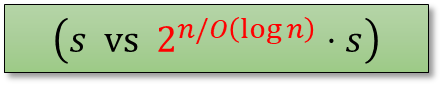 (s vs 2^{n/O(log n)} · s)